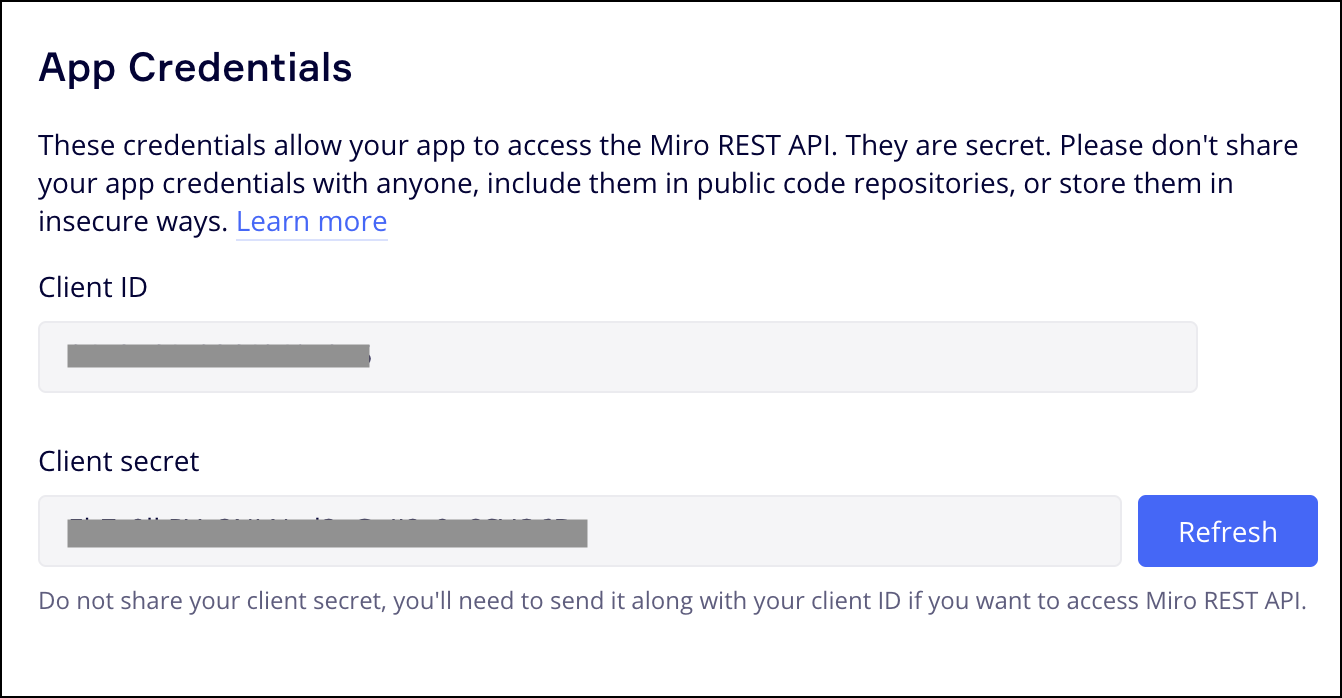 App Credentials
These credentials allow your app to access the Miro REST API. They are secret. Please don't share
your app credentials with anyone, include them in public code repositories, or store them in
insecure ways. Learn more
Client ID
Client secret
Refresh
Do not share your client secret, you'll need to send it along with your client ID if you want to access Miro REST API.